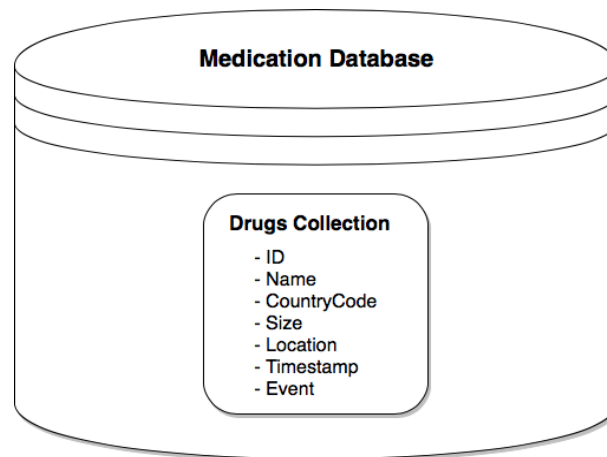 Medication Database
Drugs Collection
- ID
- Name
- CountryCode
- Size
- Location
- Timestamp
- Event